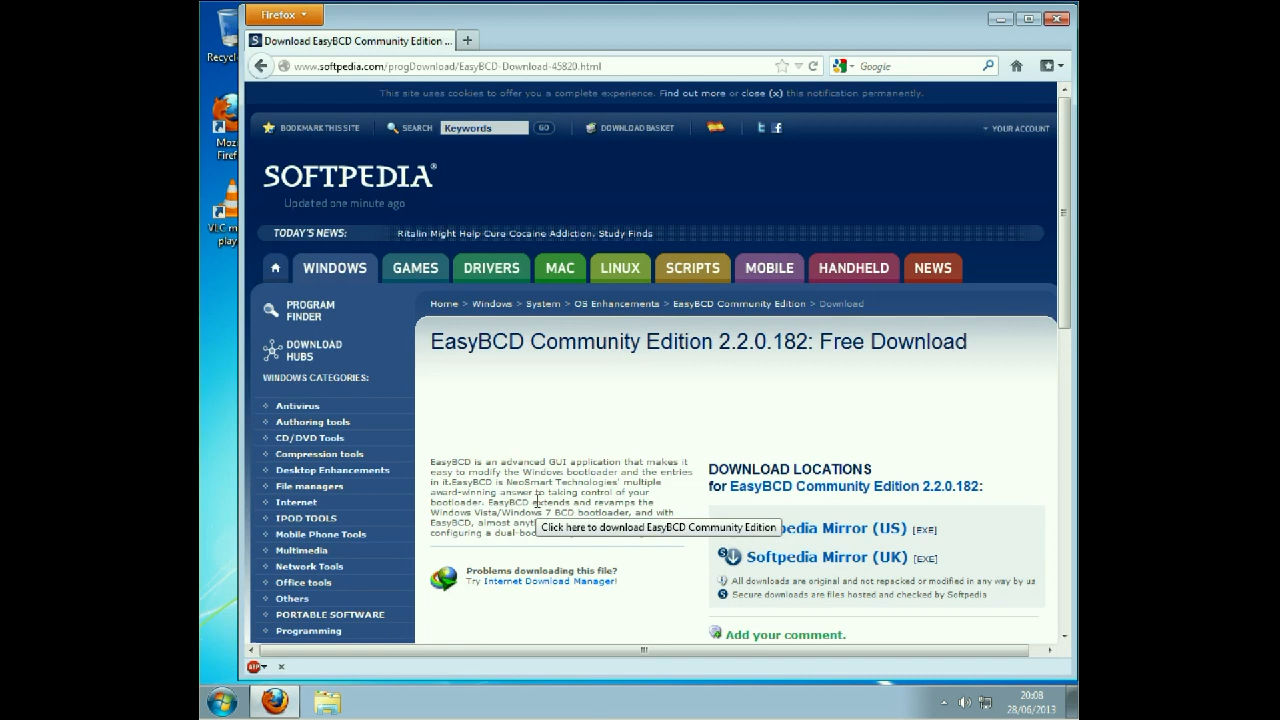 Firefox
Download EasyBCD Community Edition ...
www.softpedia.com/progDownload/EasyBCD-Download-45820.html
Google
Recycl
Moz
Firef
VLC m
play
This site uses cookies to offer you a complete experience. Find out more or close (x) this notification permanently.
BOOKMARK THIS SITE
SEARCH
Keywords
GO
DOWNLOAD BASKET
YOUR ACCOUNT
SOFTPEDIA®
Updated one minute ago
TODAY'S NEWS:
Ritalin Might Help Cure Cocaine Addiction, Study Finds
WINDOWS
GAMES
DRIVERS
MAC
LINUX
SCRIPTS
MOBILE
HANDHELD
NEWS
PROGRAM
FINDER
DOWNLOAD
HUBS
WINDOWS CATEGORIES:
Antivirus
Authoring tools
CD/DVD Tools
Compression tools
Desktop Enhancements
File managers
Internet
IPOD TOOLS
Mobile Phone Tools
Multimedia
Network Tools
Office tools
Others
PORTABLE SOFTWARE
Programming
Home > Windows > System > OS Enhancements > EasyBCD Community Edition > Download
EasyBCD Community Edition 2.2.0.182: Free Download
EasyBCD is an advanced GUI application that makes it
easy to modify the Windows bootloader and the entries
in it.EasyBCD is NeoSmart Technologies' multiple
award-winning answer to taking control of your
bootloader. EasyBCD extends and revamps the
Windows Vista/Windows 7 BCD bootloader, and with
EasyBCD, almost anyt
configuring a dual-boo
Click here to download EasyBCD Community Edition
Problems downloading this file?
Try Internet Download Manager!
DOWNLOAD LOCATIONS
for EasyBCD Community Edition 2.2.0.182:
pedia Mirror (US) [EXE]
Softpedia Mirror (UK) [EXE]
All downloads are original and not repacked or modified in any way by us
Secure downloads are files hosted and checked by Softpedia
Add your comment.
ABP
20:08
28/06/2013